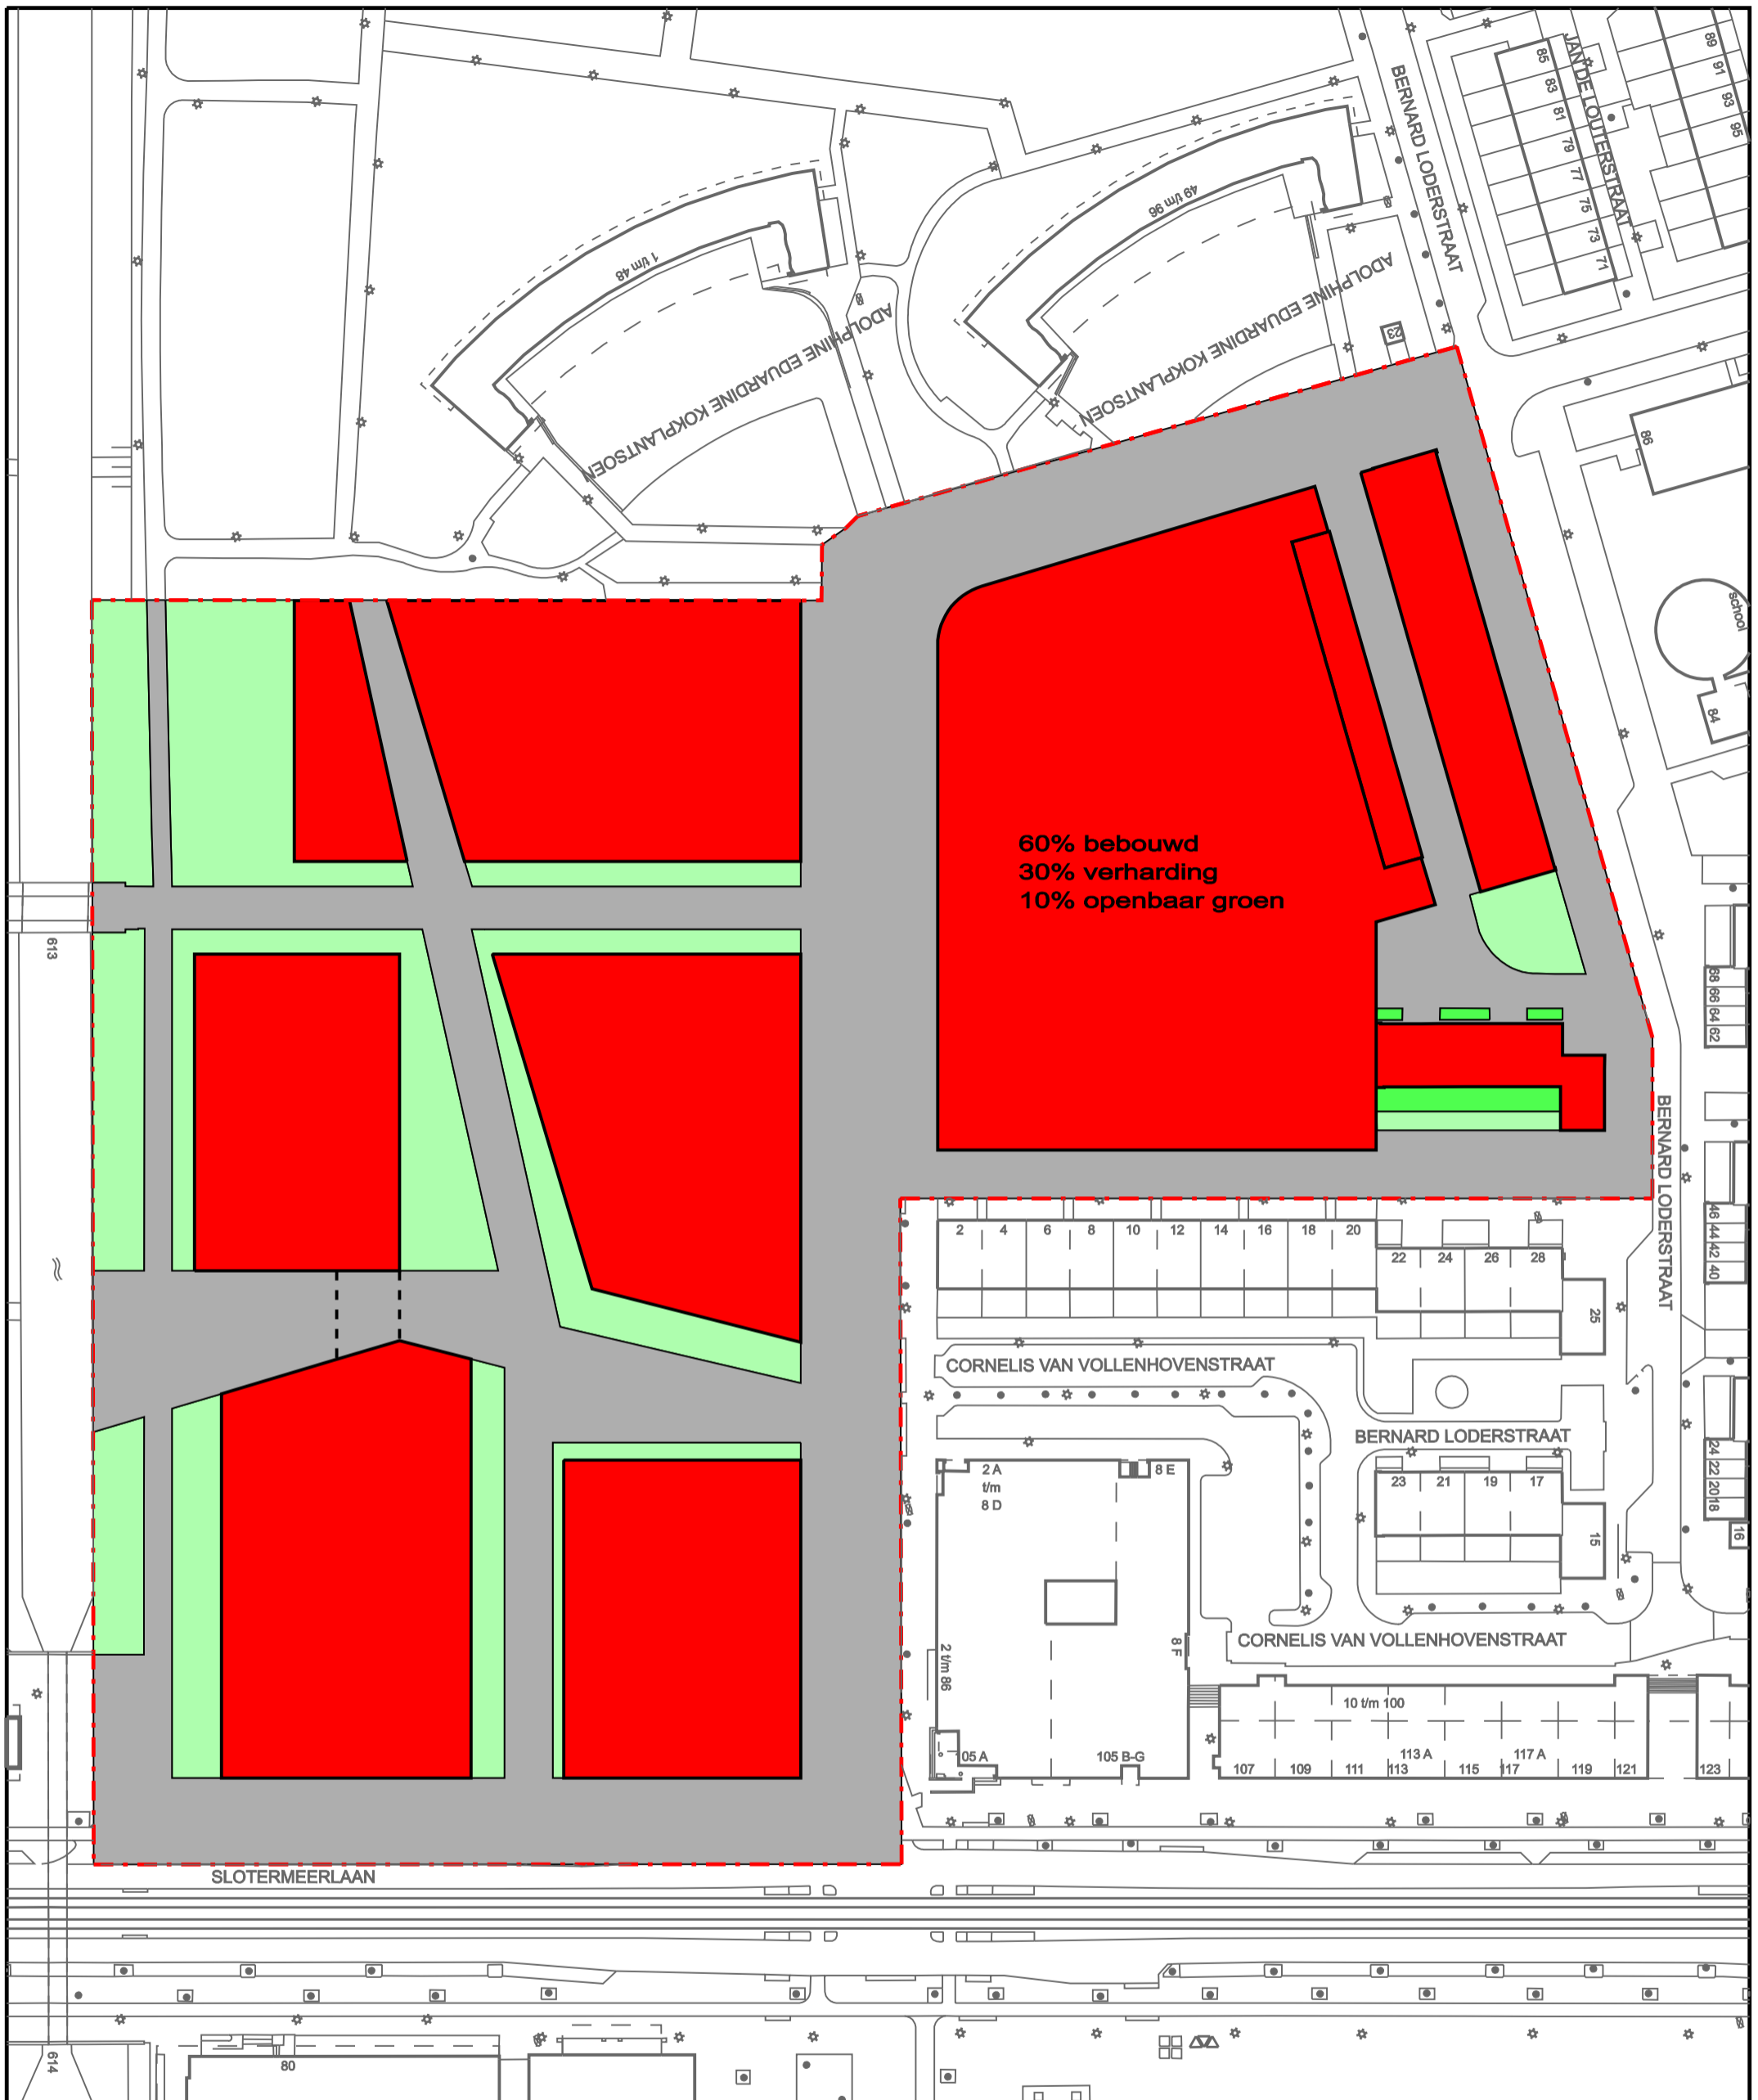 BERNARD LODERSTRAAT
JAN DE LOUTERSTRAAT
85
83
81
79
77
75
73
71
89
91
93
95
49 t/m 96
1 t/m 48
ADOLPHINE EDUARDINE KOKPLANTSOEN
ADOLPHINE EDUARDINE KOKPLANTSOEN
23
86
school
84
60% bebouwd
30% verharding
10% openbaar groen
613
68
66
64
62
BERNARD LODERSTRAAT
46
44
42
40
2
4
6
8
10
12
14
16
18
20
22
24
26
28
25
CORNELIS VAN VOLLENHOVENSTRAAT
BERNARD LODERSTRAAT
24
22
20
18
16
23
21
19
17
15
2 A
t/m
8 D
8 E
8 F
2 t/m 86
05 A
105 B-G
CORNELIS VAN VOLLENHOVENSTRAAT
10 t/m 100
107
109
111
113
113 A
115
117
117 A
119
121
123
SLOTERMEERLAAN
614
80